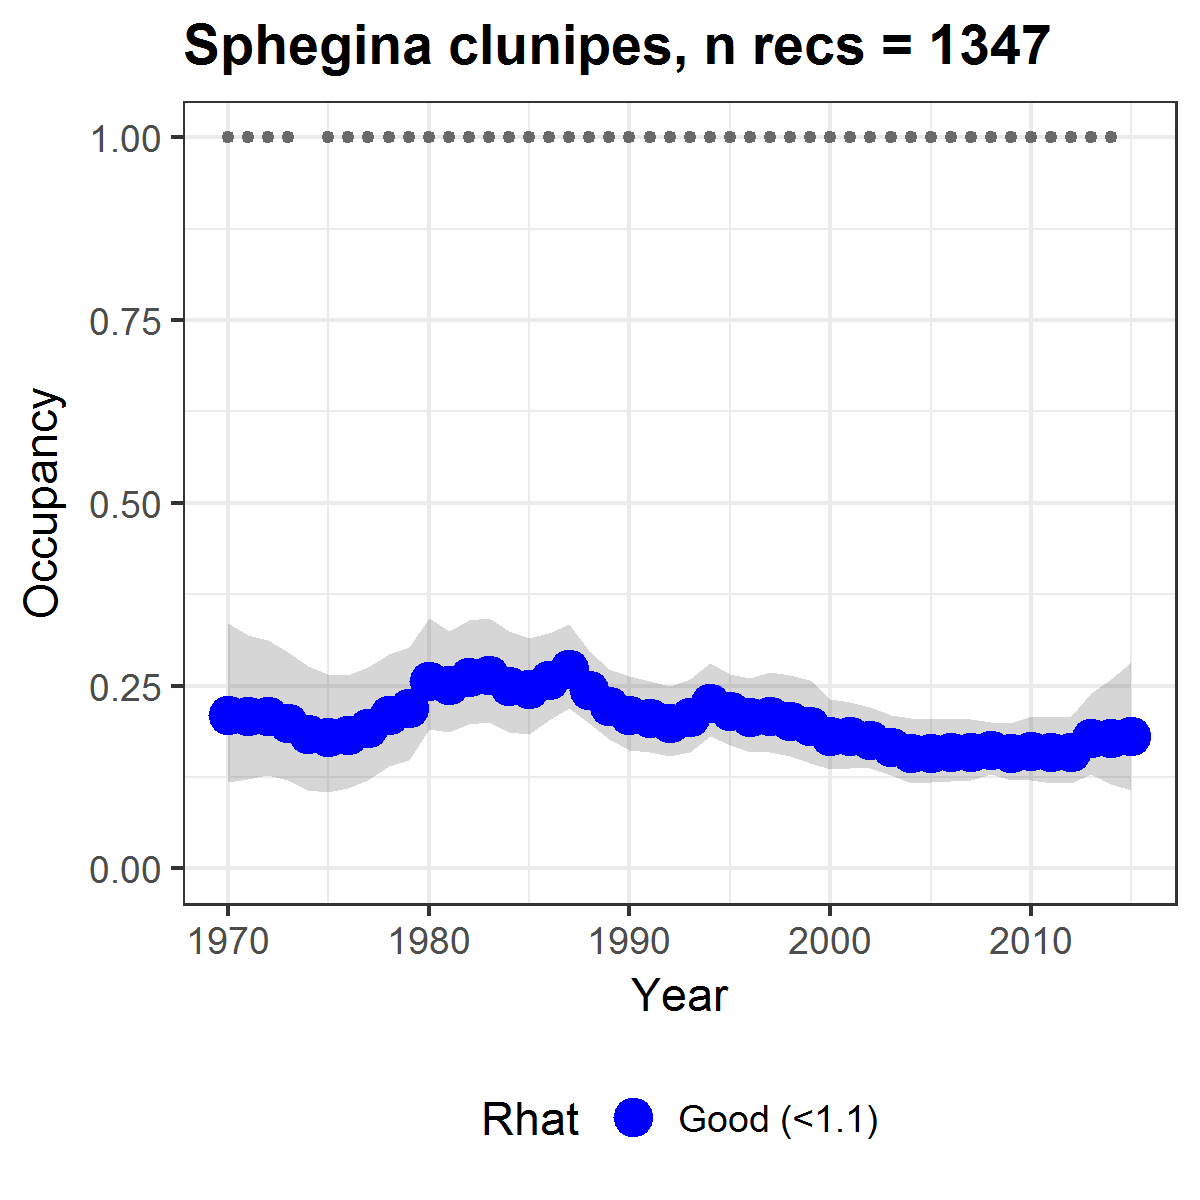 Sphegina clunipes, n recs = 1347
1.00
0.75
0.50
0.25
0.00
Occupancy
1970 1980 1990 2000 2010
Year
Rhat Good (<1.1)